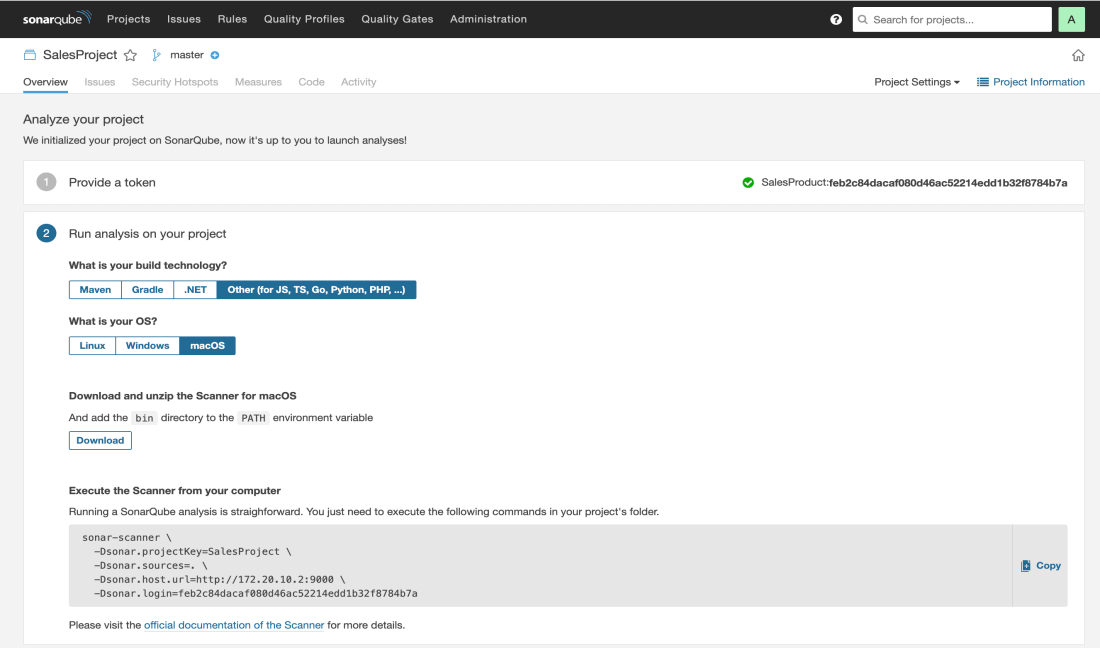 sonarqube Projects Issues Rules Quality Profiles Quality Gates Administration ? Search for projects... A
SalesProject master
Overview Issues Security Hotspots Measures Code Activity Project Settings Project Information
Analyze your project
We initialized your project on SonarQube, now it's up to you to launch analyses!
1 Provide a token SalesProduct:feb2c84dacaf080d46ac52214edd1b32f8784b7a
2 Run analysis on your project
What is your build technology?
Maven Gradle .NET Other (for JS, TS, Go, Python, PHP, ...)
What is your OS?
Linux Windows macOS
Download and unzip the Scanner for macOS
And add the bin directory to the PATH environment variable
Download
Execute the Scanner from your computer
Running a SonarQube analysis is straighforward. You just need to execute the following commands in your project's folder.
sonar-scanner \
-Dsonar.projectKey=SalesProject \
-Dsonar.sources=. \
-Dsonar.host.url=http://172.20.10.2:9000 \
-Dsonar.login=feb2c84dacaf080d46ac52214edd1b32f8784b7a
Copy
Please visit the official documentation of the Scanner for more details.